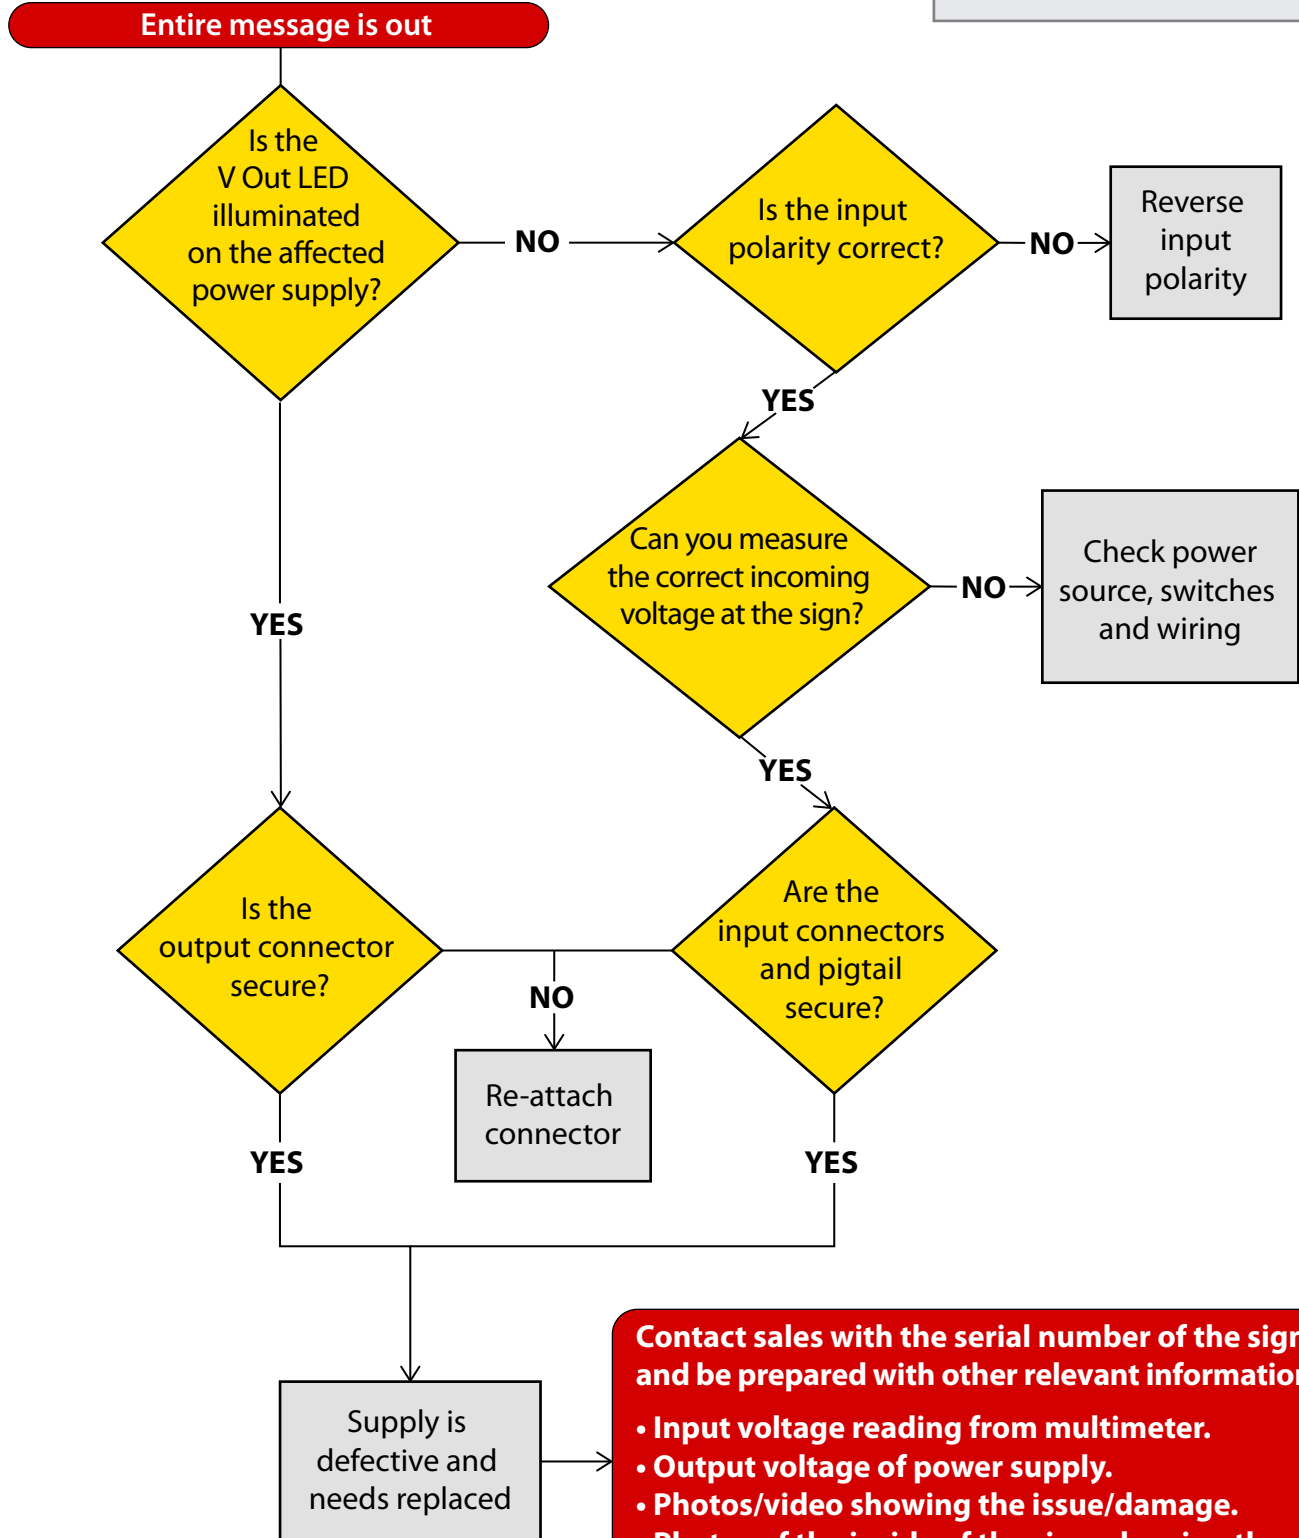 Entire message is out
Is the
V Out LED
illuminated
on the affected
power supply?
NO
Is the input
polarity correct?
NO
Reverse
input
polarity
YES
Can you measure
the correct incoming
voltage at the sign?
NO
Check power
source, switches
and wiring
YES
YES
Is the
output connector
secure?
Are the
input connectors
and pigtail
secure?
NO
Re-attach
connector
YES
YES
Supply is
defective and
needs replaced
Contact sales with the serial number of the sign
and be prepared with other relevant information
• Input voltage reading from multimeter.
• Output voltage of power supply.
• Photos/video showing the issue/damage.